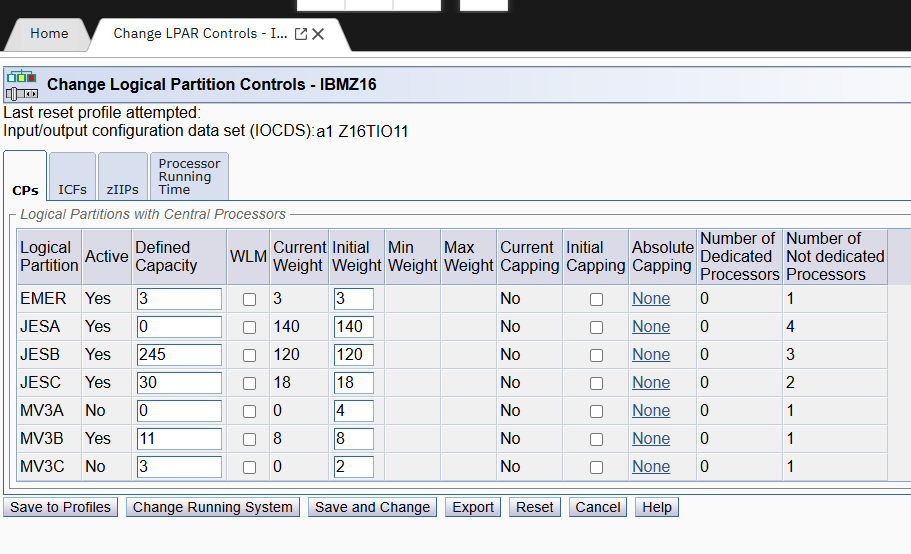 Home
Change LPAR Controls - I...
Change Logical Partition Controls - IBMZ16
Last reset profile attempted:
Input/output configuration data set (IOCDS):a1 Z16TIO11
CPs ICFs zIIPs Processor Running Time
Logical Partitions with Central Processors
Logical Partition Active Defined Capacity WLM Current Weight Initial Weight Min Weight Max Weight Current Capping Initial Capping Absolute Capping Number of Dedicated Processors Number of Not dedicated Processors
EMER Yes 3 3 3 No None 0 1
JESA Yes 0 140 140 No None 0 4
JESB Yes 245 120 120 No None 0 3
JESC Yes 30 18 18 No None 0 2
MV3A No 0 0 4 No None 0 1
MV3B Yes 11 8 8 No None 0 1
MV3C No 3 0 2 No None 0 1
Save to Profiles Change Running System Save and Change Export Reset Cancel Help